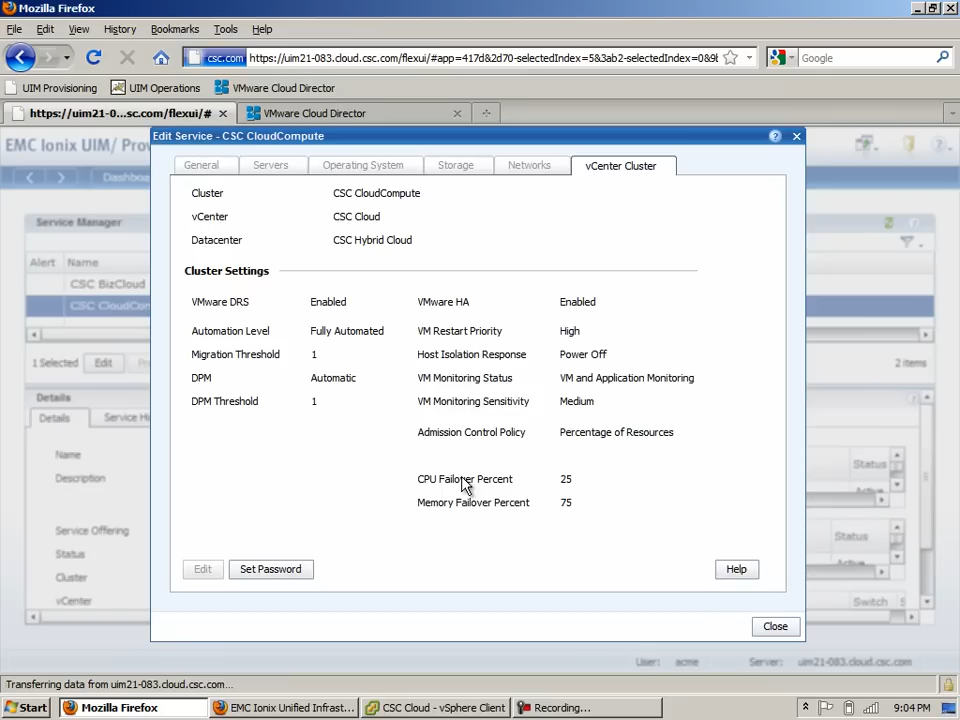 Mozilla Firefox
File Edit View History Bookmarks Tools Help
csc.com https://uim21-083.cloud.csc.com/flexui/#app=417d&2d70-selectedIndex=5&3ab2-selectedIndex=0&9b Google
UIM Provisioning UIM Operations VMware Cloud Director
https://uim21-0...sc.com/flexui/# VMware Cloud Director
EMC Ionix UIM/ Pro
Edit Service - CSC CloudCompute
General Servers Operating System Storage Networks vCenter Cluster
Dashboa
Cluster CSC CloudCompute
vCenter CSC Cloud
Datacenter CSC Hybrid Cloud
Service Manager
Alert Name
CSC BizCloud
CSC CloudCom
1 Selected Edit 2 items
Cluster Settings
VMware DRS Enabled VMware HA Enabled
Automation Level Fully Automated VM Restart Priority High
Migration Threshold 1 Host Isolation Response Power Off
DPM Automatic VM Monitoring Status VM and Application Monitoring
DPM Threshold 1 VM Monitoring Sensitivity Medium
Admission Control Policy Percentage of Resources
CPU Failover Percent 25
Memory Failover Percent 75
Edit Set Password Help
Close
Details
Details Service H
Name
Description
Service Offering
Status
Cluster
vCenter
Status
Active
Status
Active
Switch S
User: acme Server: uim21-083.cloud.csc.com
Transferring data from uim21-083.cloud.csc.com...
Start Mozilla Firefox EMC Ionix Unified Infrast... CSC Cloud - vSphere Client Recording... 9:04 PM